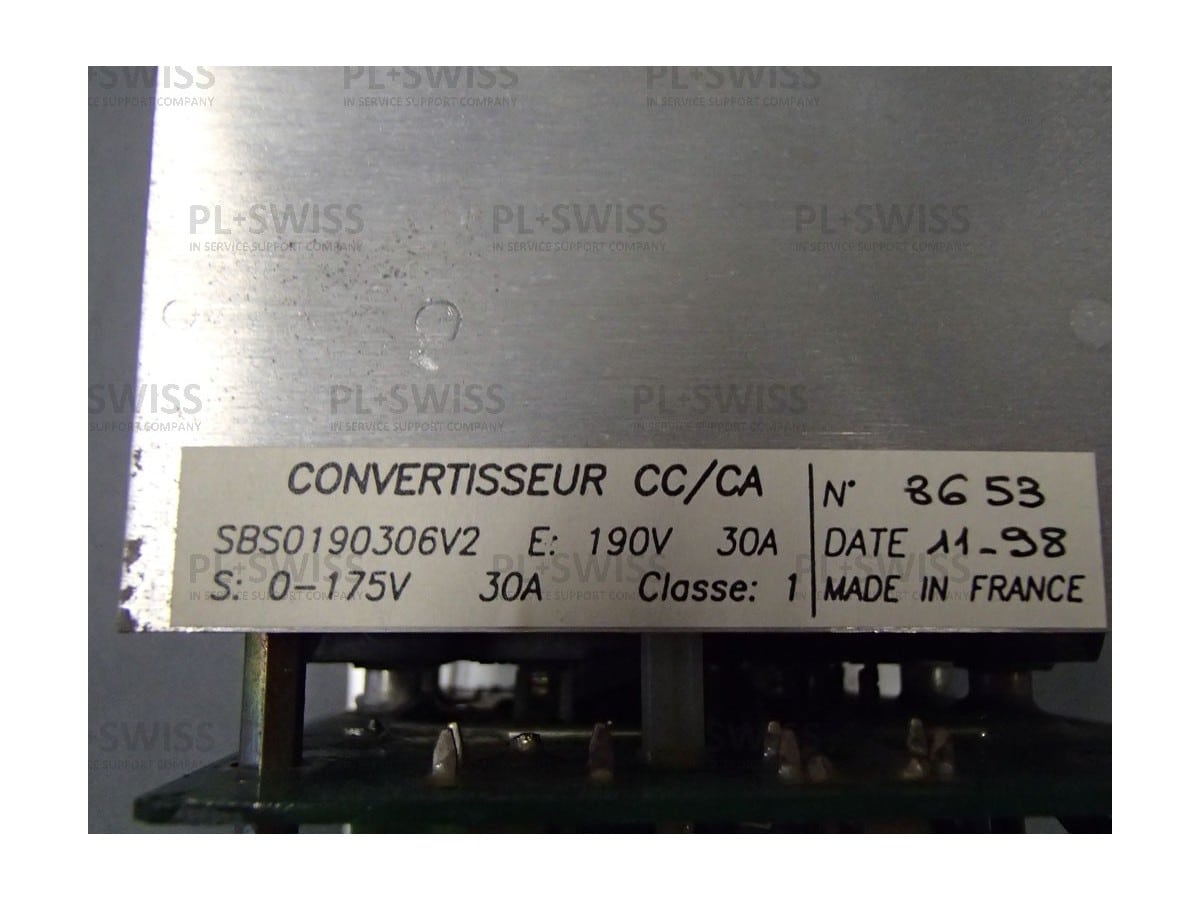 PL+SWISS
IN SERVICE SUPPORT COMPANY
CONVERTISSEUR CC/CA
SBS0190306V2 E: 190V 30A
S: 0-175V 30A Classe: 1
N° 8653
DATE 11-98
MADE IN FRANCE